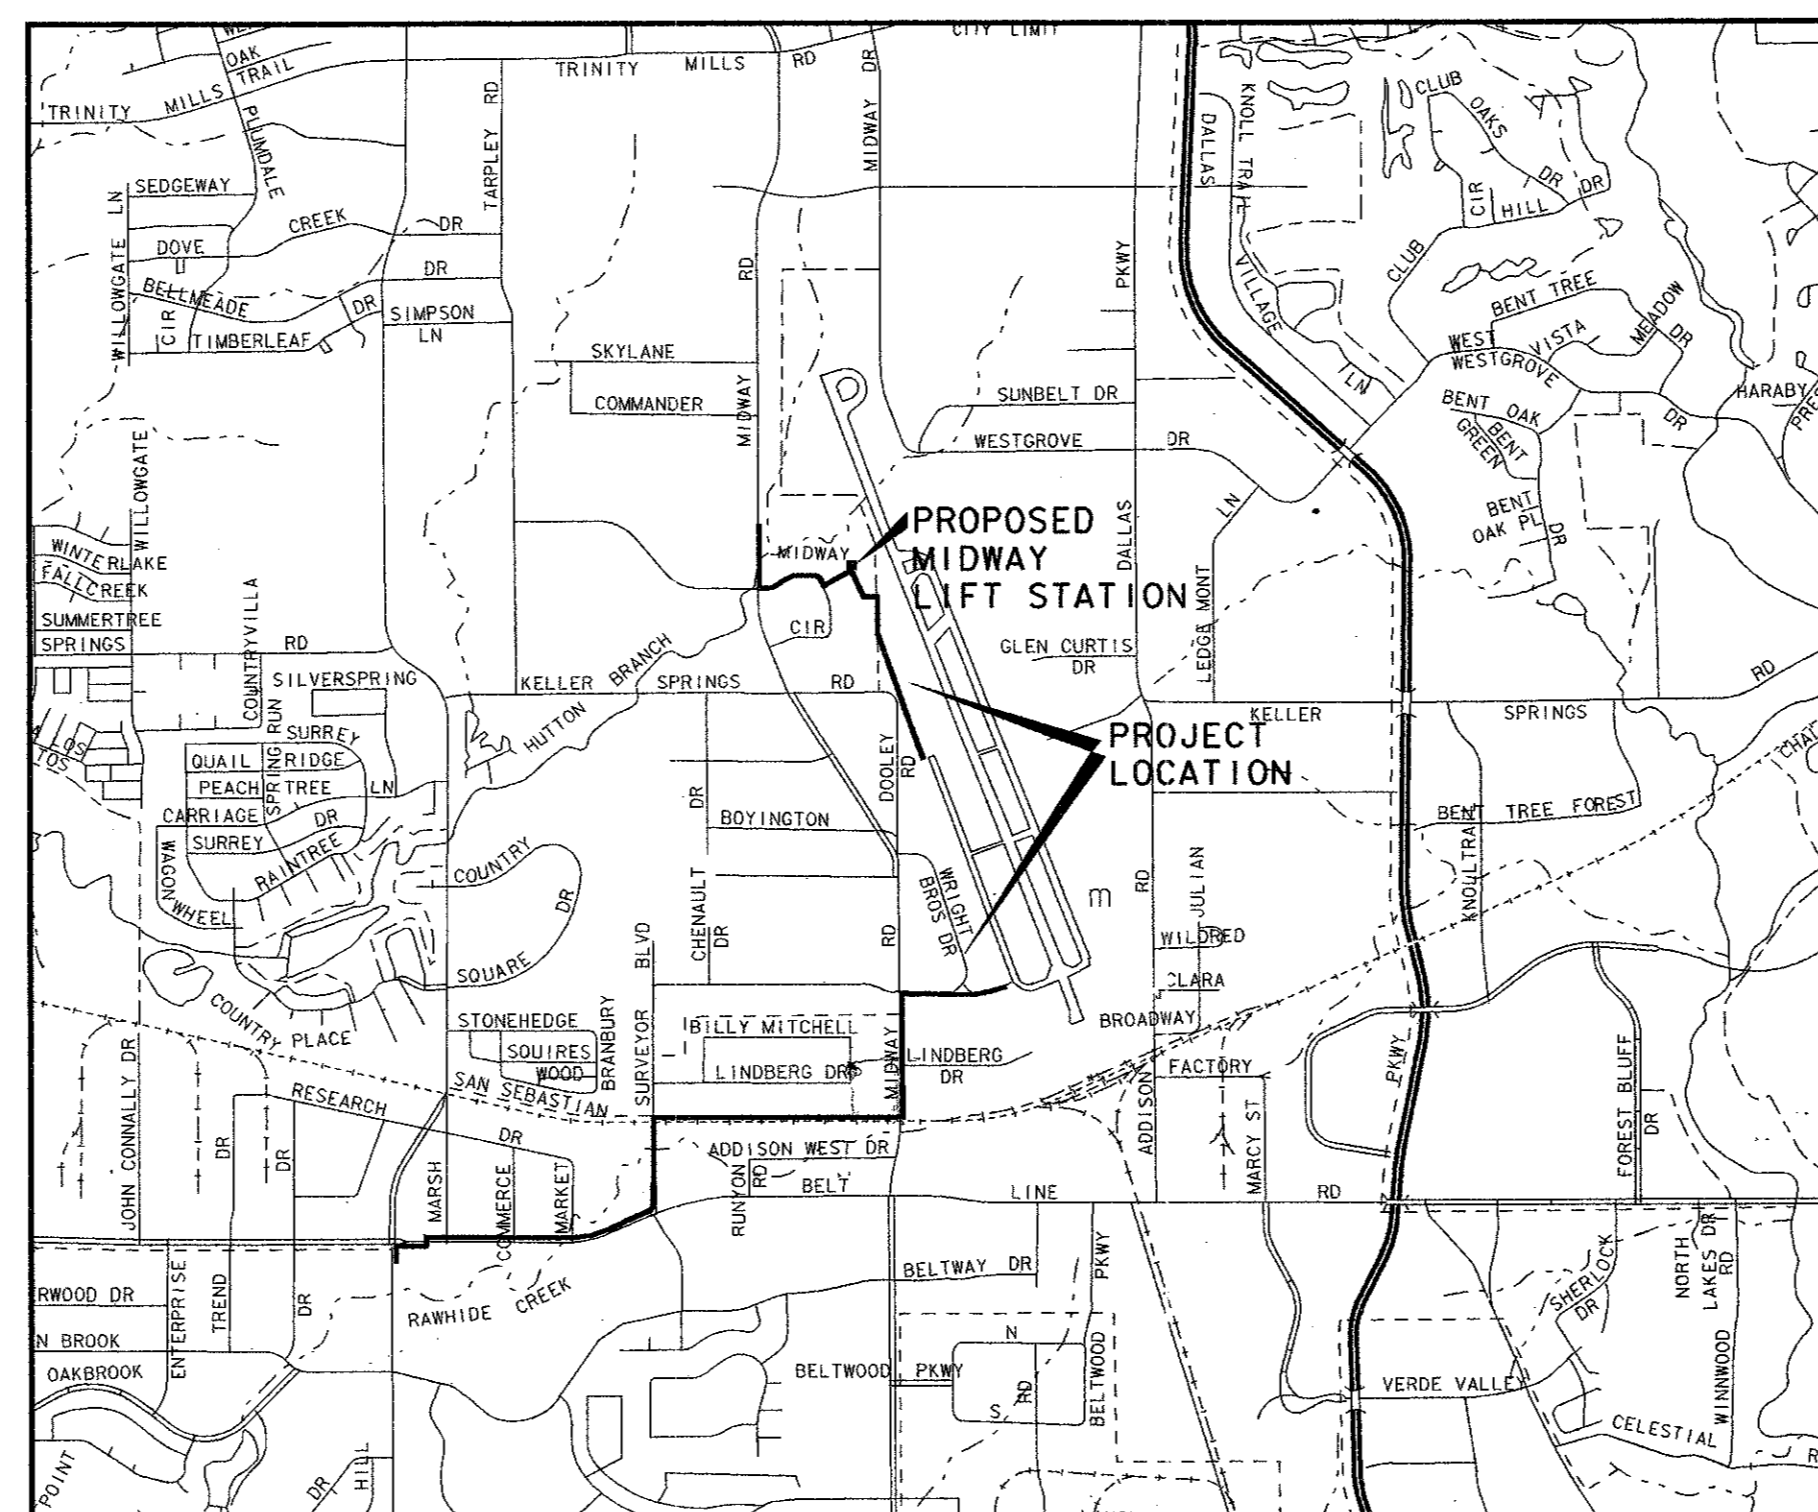 CITY LIMIT
OAK
TRAIL
TRINITY MILLS RD
TRINITY MILLS
PLUMDALE
TARPLEY RD
MIDWAY DR
KNOLL TRAIL
DALLAS
CLUB
OAKS
DR
DR
CIR
HILL
SEDGEWAY
WILLOWGATE LN
CREEK DR
DOVE
DR
BELLMEADE
DR
CIR
TIMBERLEAF
SIMPSON
LN
RD
PKWY
VILLAGE
LN
CLUB
BENT TREE
MEADOW
DR
WEST
VISTA
WESTGROVE
DR
HARABY
SKYLANE
COMMANDER
MIDWAY
SUNBELT DR
WESTGROVE DR
BENT OAK
BENT
GREEN
BENT
OAK PL
DR
WILLOWGATE
LN
DALLAS
PROPOSED
MIDWAY
LIFT STATION
MIDWAY
CIR
WINTERLAKE
FALLCREEK
SUMMERTREE
SPRINGS RD
COUNTRYVILLA
LEDGE MONT
GLEN CURTIS
DR
HUTTON BRANCH
SILVERSPRING
KELLER SPRINGS RD
KELLER SPRINGS RD
PROJECT
LOCATION
SPRING RUN
SURREY
QUAIL RIDGE
PEACH TREE LN
CARRIAGE DR
SURREY
RAINTREE
WAGON
WHEEL
DOOLEY
RD
DR
BOYINGTON
BENT TREE FOREST
COUNTRY
DR
SQUARE
CHENAULT
DR
WRIGHT
BROS DR
RD
m
RD
JULIAN
WILDRED
CLARA
BROADWAY
FACTORY
COUNTRY PLACE
STONEHEDGE
SQUIRES
WOOD
BRANBURY
SURVEYOR BLVD
BILLY MITCHELL
LINDBERG DR
MIDWAY
LINDBERG
DR
SAN SEBASTIAN
RESEARCH
DR
JOHN CONNALLY DR
DR
DR
MARSH
COMMERCE
MARKET
ADDISON WEST DR
RUNYON
RD
BELT LINE RD
ADDISON
MARCY ST
PKWY
FOREST BLUFF
DR
RAWHIDE CREEK
BELTWAY DR
PKWY
BELTWOOD
BELTWOOD PKWY
N
S
RD
ENTERPRISE
TREND
DR
RWOOD DR
N BROOK
OAKBROOK
POINT
DR
HILL
VERDE VALLEY
SHERLOCK
DR
NORTH
LAKES DR
RD
WINNWOOD
CELESTIAL